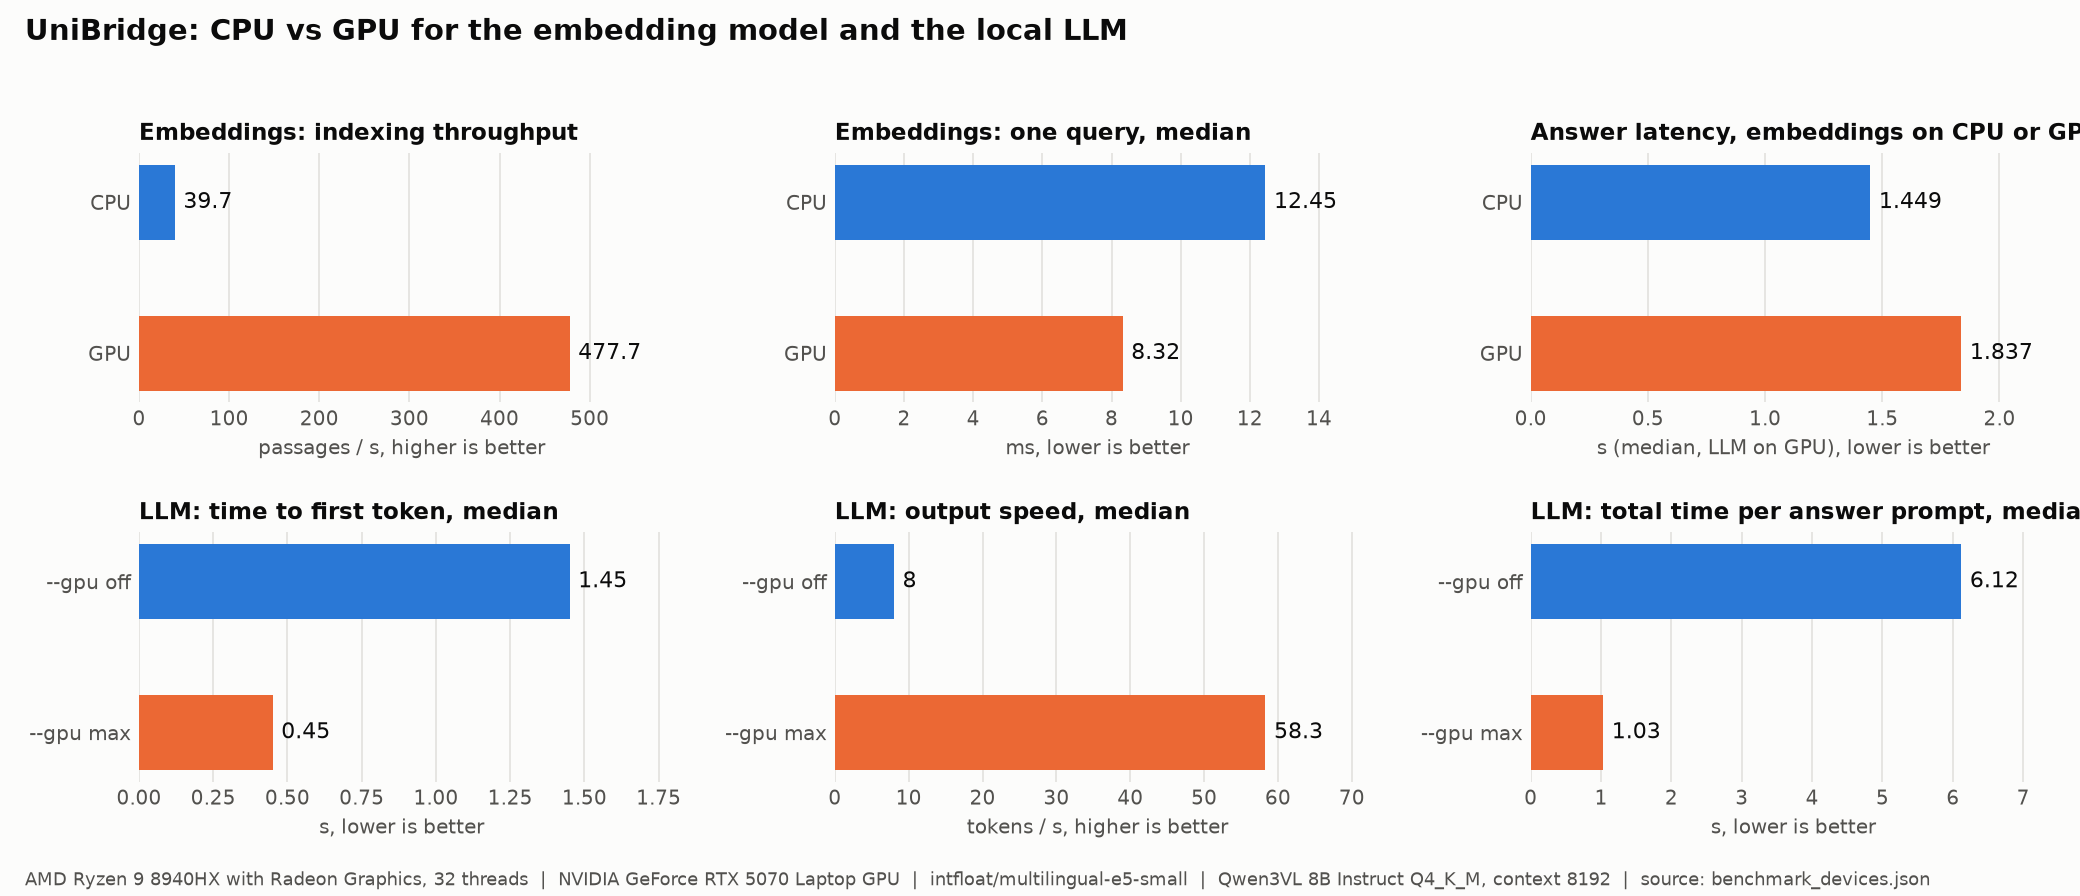 UniBridge: CPU vs GPU for the embedding model and the local LLM
Embeddings: indexing throughput
CPU
39.7
GPU
477.7
0 100 200 300 400 500
passages / s, higher is better
Embeddings: one query, median
CPU
12.45
GPU
8.32
0 2 4 6 8 10 12 14
ms, lower is better
Answer latency, embeddings on CPU or GP
CPU
1.449
GPU
1.837
0.0 0.5 1.0 1.5 2.0
s (median, LLM on GPU), lower is better
LLM: time to first token, median
--gpu off
1.45
--gpu max
0.45
0.00 0.25 0.50 0.75 1.00 1.25 1.50 1.75
s, lower is better
LLM: output speed, median
--gpu off
8
--gpu max
58.3
0 10 20 30 40 50 60 70
tokens / s, higher is better
LLM: total time per answer prompt, media
--gpu off
6.12
--gpu max
1.03
0 1 2 3 4 5 6 7
s, lower is better
AMD Ryzen 9 8940HX with Radeon Graphics, 32 threads | NVIDIA GeForce RTX 5070 Laptop GPU | intfloat/multilingual-e5-small | Qwen3VL 8B Instruct Q4_K_M, context 8192 | source: benchmark_devices.json